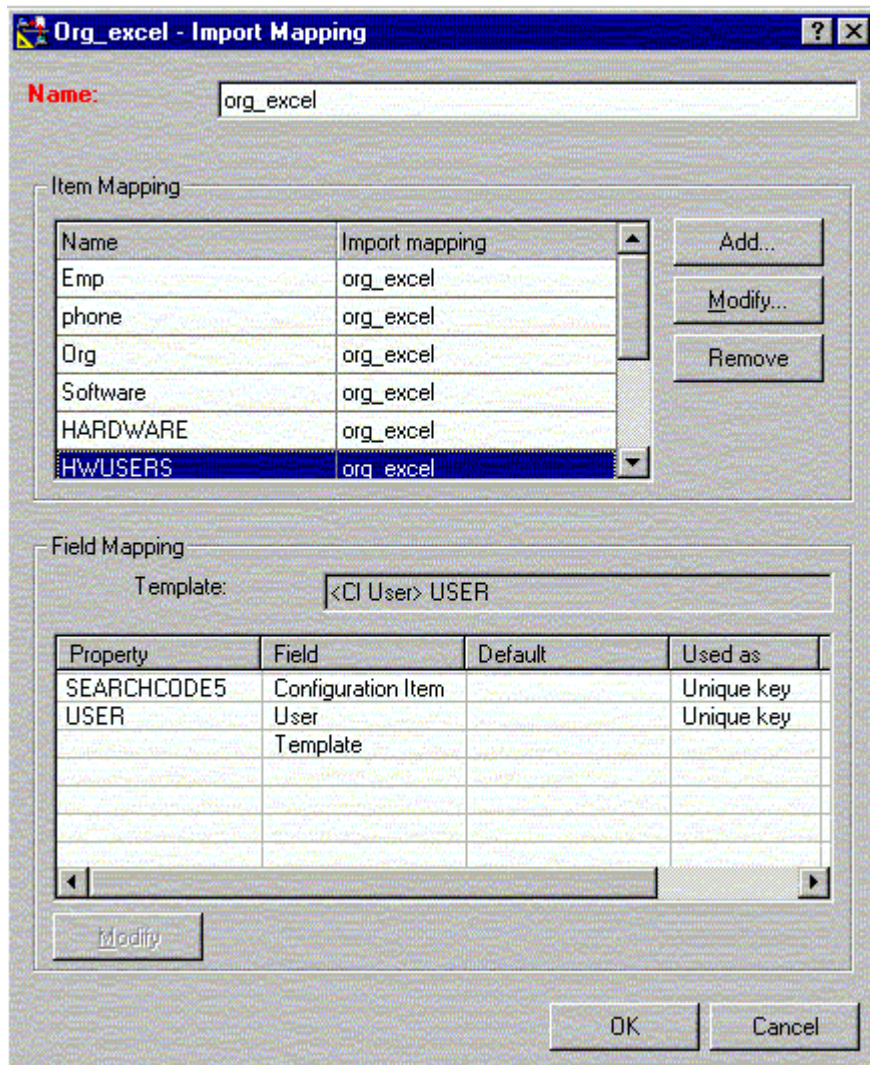 Org_excel - Import Mapping
Name: org_excel
Item Mapping
Name Import mapping
Emp org_excel
phone org_excel
Org org_excel
Software org_excel
HARDWARE org_excel
HWUSERS org_excel
Add...
Modify...
Remove
Field Mapping
Template: <CI User> USER
Property Field Default Used as
SEARCHCODE5 Configuration Item Unique key
USER User Unique key
Template
Modify
OK Cancel